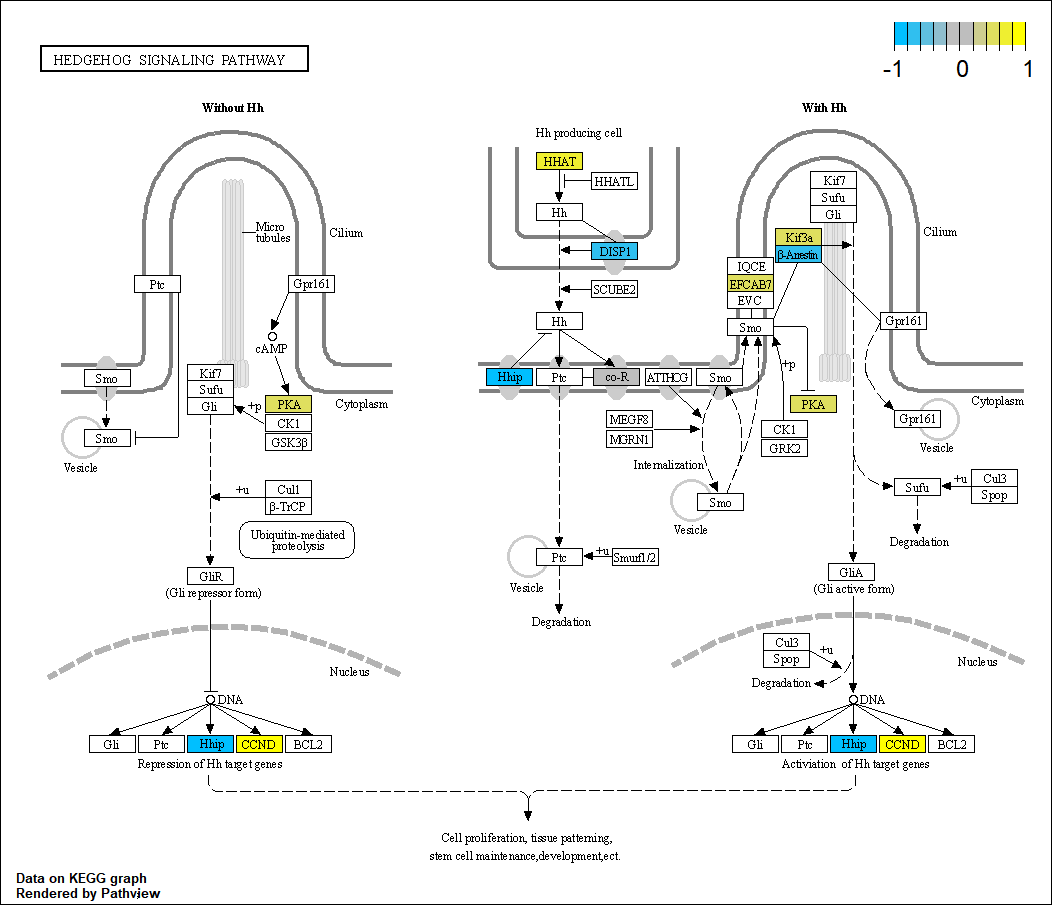 HEDGEHOG SIGNALING PATHWAY
-1 0 1
Without Hh
With Hh
Hh producing cell
HHAT
HHATL
Hh
DISP1
SCUBE2
Hh
Micro
tubules
Cilium
Ptc
Gpr161
cAMP
Smo
Kif7
Sufu
Gli
+p
PKA
CK1
GSK3β
Cytoplasm
Smo
Vesicle
+u
Cul1
β-TrCP
Ubiquitin-mediated
proteolysis
GliR
(Gli repressor form)
Nucleus
DNA
Gli
Ptc
Hhip
CCND
BCL2
Repression of Hh target genes
Kif7
Sufu
Gli
Kif3a
β-Arrestin
Cilium
IQCE
EFCAB7
EVC
Smo
Gpr161
Hhip
Ptc
co-R
ATTHOG
Smo
+p
PKA
Cytoplasm
MEGF8
MGRN1
CK1
GRK2
Gpr161
Vesicle
Internalization
Smo
Vesicle
Sufu
+u
Cul3
Spop
Degradation
Ptc
+u
Smurf1/2
Vesicle
Degradation
GliA
(Gli active form)
Cul3
Spop
+u
Nucleus
Degradation
DNA
Gli
Ptc
Hhip
CCND
BCL2
Activiation of Hh target genes
Cell proliferation, tissue patterning,
stem cell maintenance,development,ect.
Data on KEGG graph
Rendered by Pathview